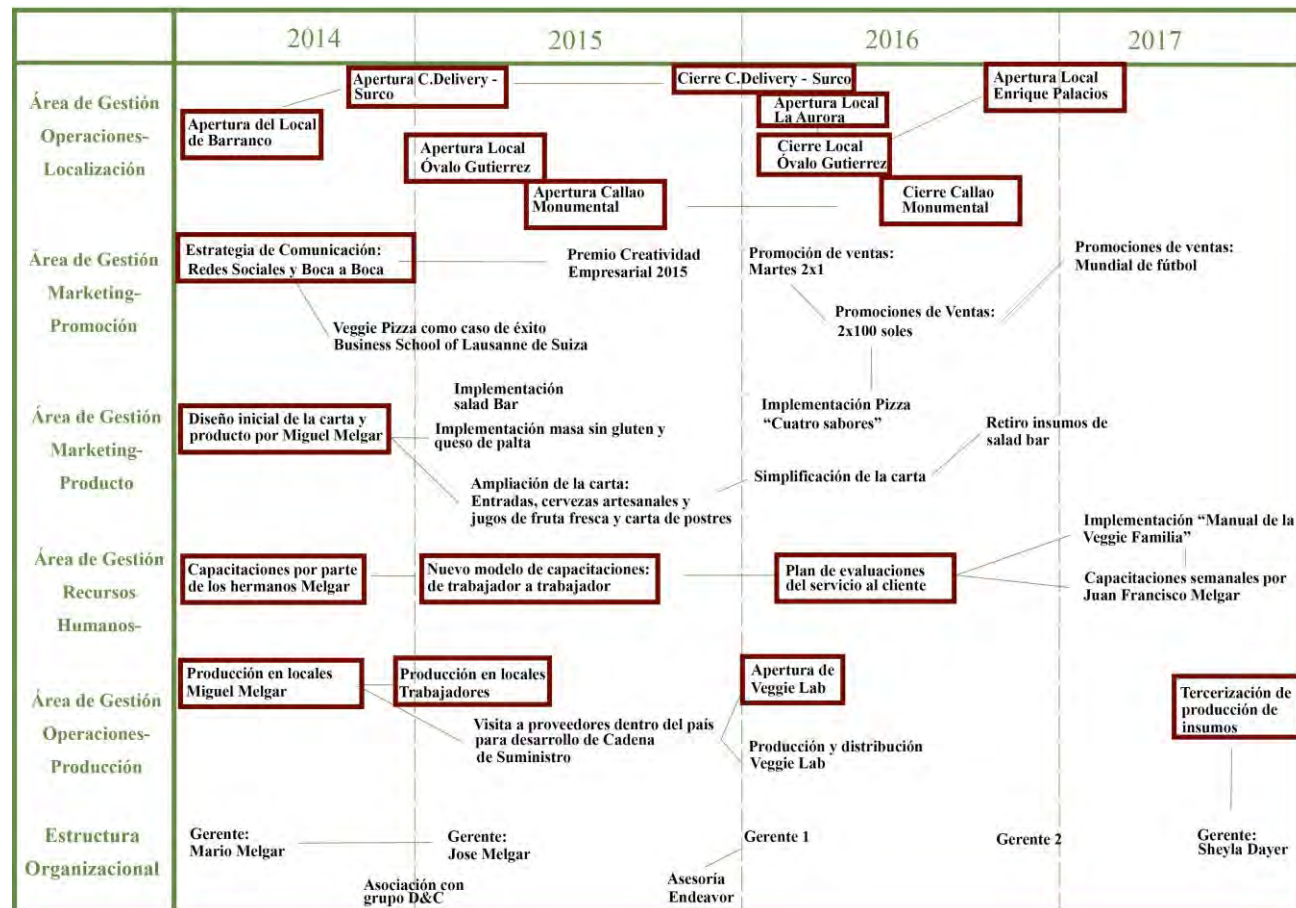 2014
2015
2016
2017
Área de Gestión
Operaciones-
Localización
Apertura del Local
de Barranco
Apertura C.Delivery -
Surco
Apertura Local
Óvalo Gutierrez
Apertura Callao
Monumental
Cierre C.Delivery - Surco
Apertura Local
La Aurora
Cierre Local
Óvalo Gutierrez
Cierre Callao
Monumental
Apertura Local
Enrique Palacios
Área de Gestión
Marketing-
Promoción
Estrategia de Comunicación:
Redes Sociales y Boca a Boca
Veggie Pizza como caso de éxito
Business School of Lausanne de Suiza
Premio Creatividad
Empresarial 2015
Promoción de ventas:
Martes 2x1
Promociones de Ventas:
2x100 soles
Promociones de ventas:
Mundial de fútbol
Área de Gestión
Marketing-
Producto
Diseño inicial de la carta y
producto por Miguel Melgar
Implementación
salad Bar
Implementación masa sin gluten y
queso de palta
Ampliación de la carta:
Entradas, cervezas artesanales y
jugos de fruta fresca y carta de postres
Implementación Pizza
“Cuatro sabores”
Simplificación de la carta
Retiro insumos de
salad bar
Área de Gestión
Recursos
Humanos-
Capacitaciones por parte
de los hermanos Melgar
Nuevo modelo de capacitaciones:
de trabajador a trabajador
Plan de evaluaciones
del servicio al cliente
Implementación “Manual de la
Veggie Familia”
Capacitaciones semanales por
Juan Francisco Melgar
Área de Gestión
Operaciones-
Producción
Producción en locales
Miguel Melgar
Producción en locales
Trabajadores
Visita a proveedores dentro del país
para desarrollo de Cadena
de Suministro
Apertura de
Veggie Lab
Producción y distribución
Veggie Lab
Tercerización de
producción de
insumos
Estructura
Organizacional
Gerente:
Mario Melgar
Asociación con
grupo D&C
Gerente:
Jose Melgar
Asesoría
Endeavor
Gerente 1
Gerente 2
Gerente:
Sheyla Dayer